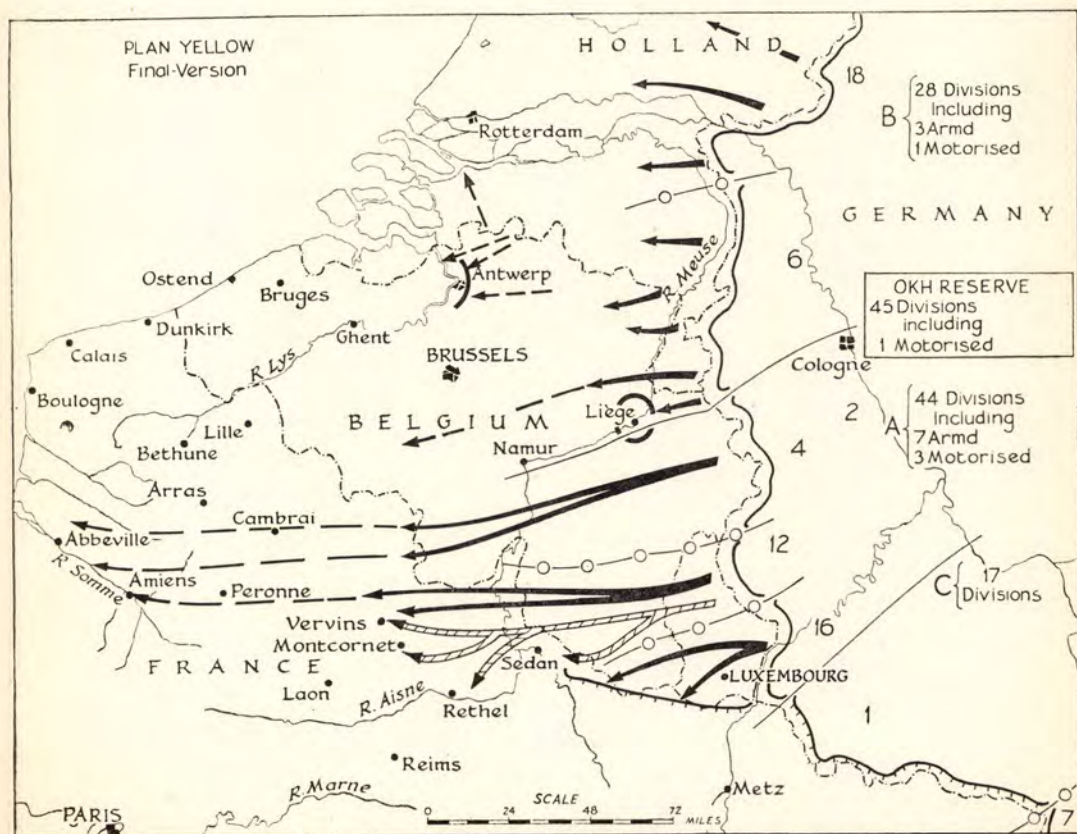 PLAN YELLOW
Final-Version
HOLLAND
18
B
28 Divisions
Including
3 Armd
1 Motorised
Rotterdam
GERMANY
R. Meuse
6
Antwerp
Ostend
Bruges
OKH RESERVE
45 Divisions
including
1 Motorised
Dunkirk
Ghent
Calais
R Lys
BRUSSELS
Cologne
Boulogne
Lille
BELGIUM
Liège
2
A
44 Divisions
Including
7 Armd
3 Motorised
Bethune
Namur
4
Arras
Cambrai
Abbeville
12
R. Somme
Amiens
Peronne
C
17
Divisions
Vervins
16
Montcornet
Sedan
FRANCE
LUXEMBOURG
Laon
R. Aisne
Rethel
1
Reims
R. Marne
Metz
SCALE
0 24 48 72
MILES
PARIS
7